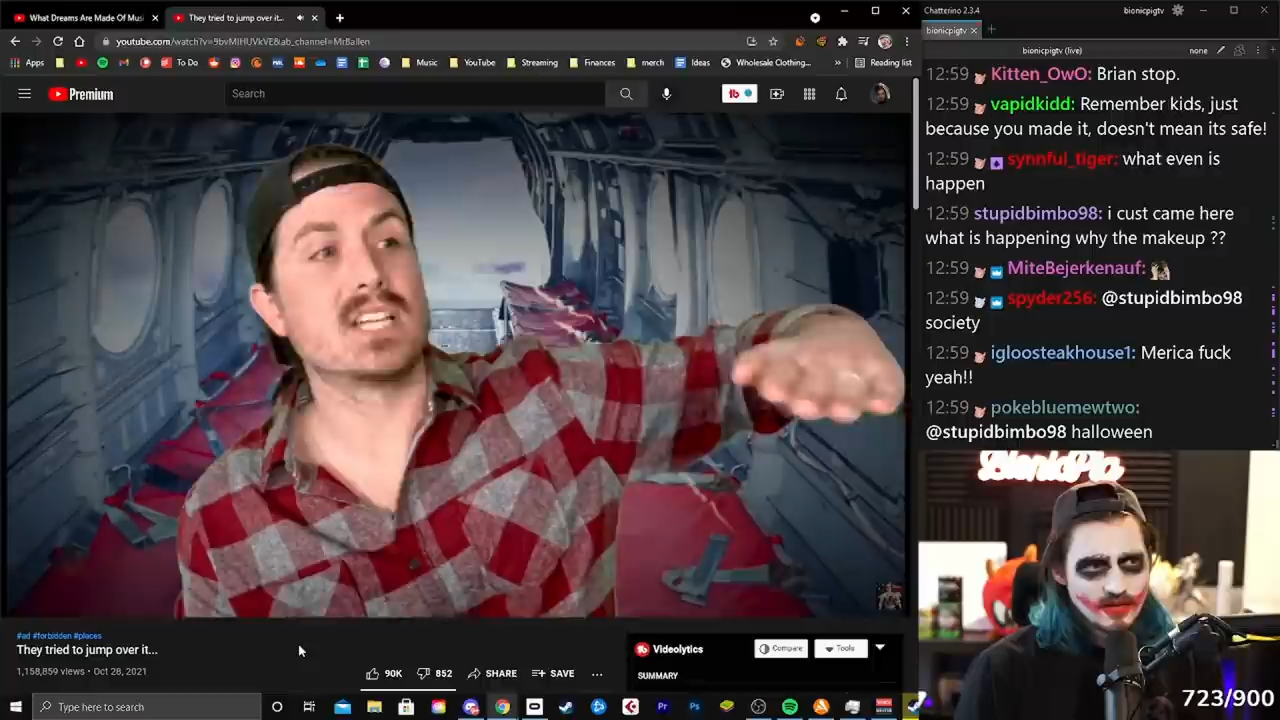 What Dreams Are Made Of Musi
They tried to jump over it...
Chatterino 2.3.4
bionicpigtv
bionicpigtv
youtube.com/watch?v=9bvMIHUVkVE&ab_channel=MrBallen
bionicpigtv (live)
none
Apps
To Do
Music
YouTube
Streaming
Finances
merch
Ideas
Wholesale Clothing...
»
Reading list
Premium
Search
12:59 Kitten_OwO: Brian stop.
12:59 vapidkidd: Remember kids, just
because you made it, doesn't mean its safe!
12:59 synnful_tiger: what even is
happen
12:59 stupidbimbo98: i cust came here
what is happening why the makeup ??
12:59 MiteBejerkenauf:
12:59 spyder256: @stupidbimbo98
society
12:59 igloosteakhouse1: Merica fuck
yeah!!
12:59 pokebluemewtwo:
@stupidbimbo98 halloween
BionicPig
#ad #forbidden #places
They tried to jump over it...
1,158,859 views • Oct 28, 2021
90K
852
SHARE
SAVE
Videolytics
Compare
Tools
SUMMARY
Type here to search
723/900